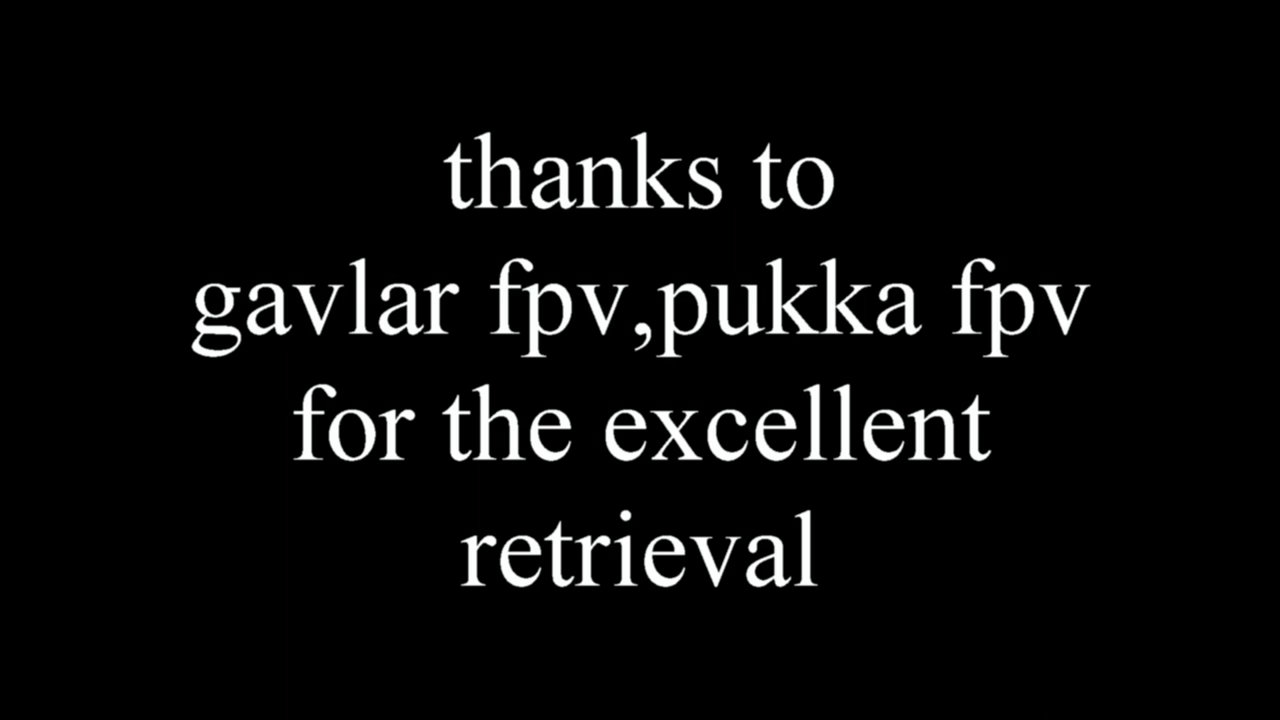 thanks to
gavlar fpv,pukka fpv
for the excellent
retrieval